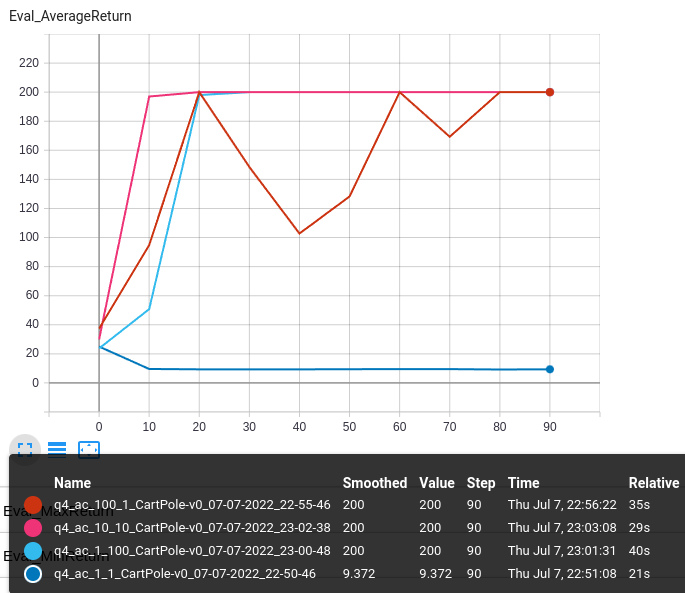 Eval_AverageReturn
220
200
180
160
140
120
100
80
60
40
20
0
0 10 20 30 40 50 60 70 80 90
Name Smoothed Value Step Time Relative
q4_ac_100_1_CartPole-v0_07-07-2022_22-55-46 200 200 90 Thu Jul 7, 22:56:22 35s
Eval_MaxReturn
q4_ac_10_10_CartPole-v0_07-07-2022_23-02-38 200 200 90 Thu Jul 7, 23:03:08 29s
q4_ac_1_100_CartPole-v0_07-07-2022_23-00-48 200 200 90 Thu Jul 7, 23:01:31 40s
Eval_MinReturn
q4_ac_1_1_CartPole-v0_07-07-2022_22-50-46 9.372 9.372 90 Thu Jul 7, 22:51:08 21s